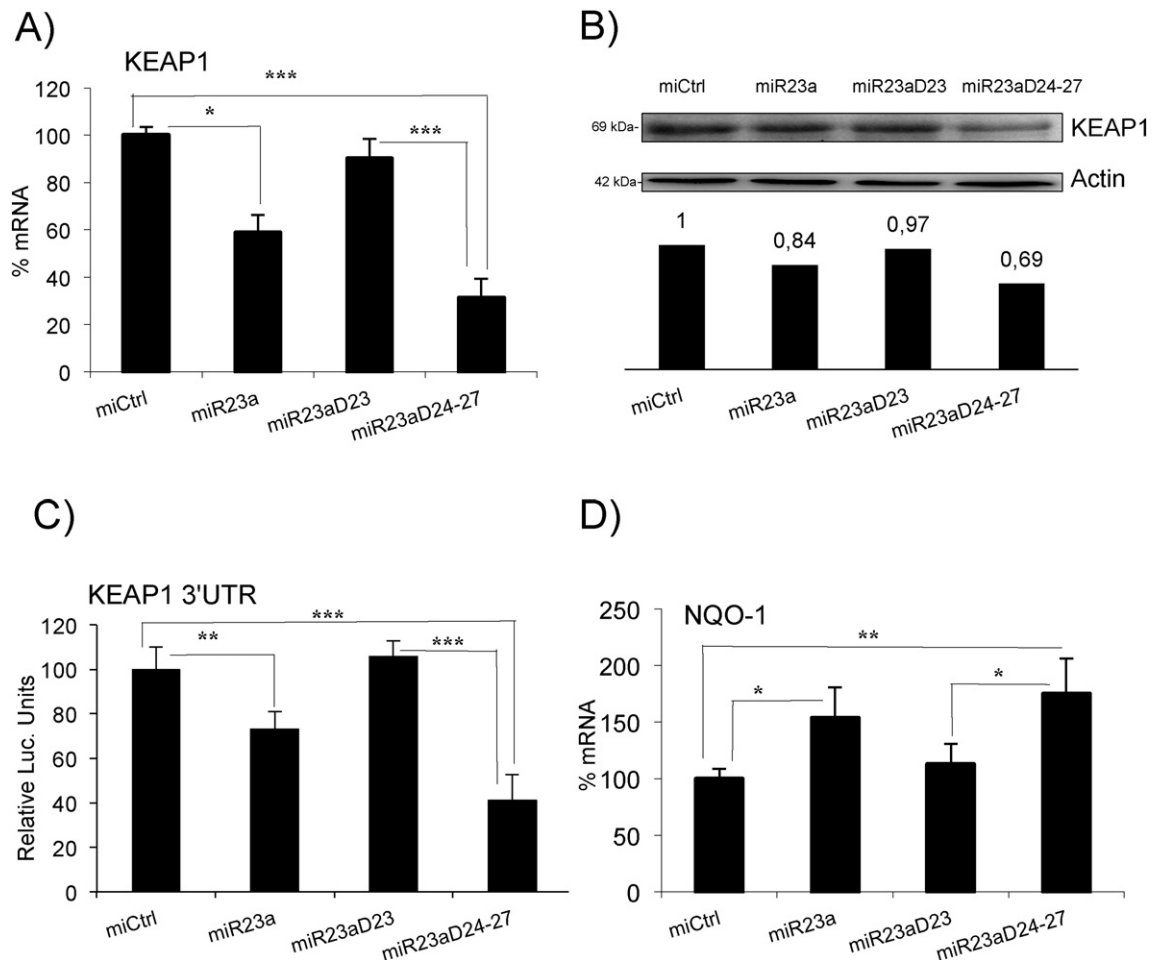 A)
KEAP1
% mRNA
120
100
80
60
40
20
0
***
*
***
miCtrl
miR23a
miR23aD23
miR23aD24-27
B)
miCtrl miR23a miR23aD23 miR23aD24-27
69 kDa- KEAP1
42 kDa- Actin
1
0,84
0,97
0,69
miCtrl
miR23a
miR23aD23
miR23aD24-27
C)
KEAP1 3'UTR
Relative Luc. Units
120
100
80
60
40
20
0
***
**
***
miCtrl
miR23a
miR23aD23
miR23aD24-27
D)
NQO-1
% mRNA
250
200
150
100
50
0
**
*
*
miCtrl
miR23a
miR23aD23
miR23aD24-27